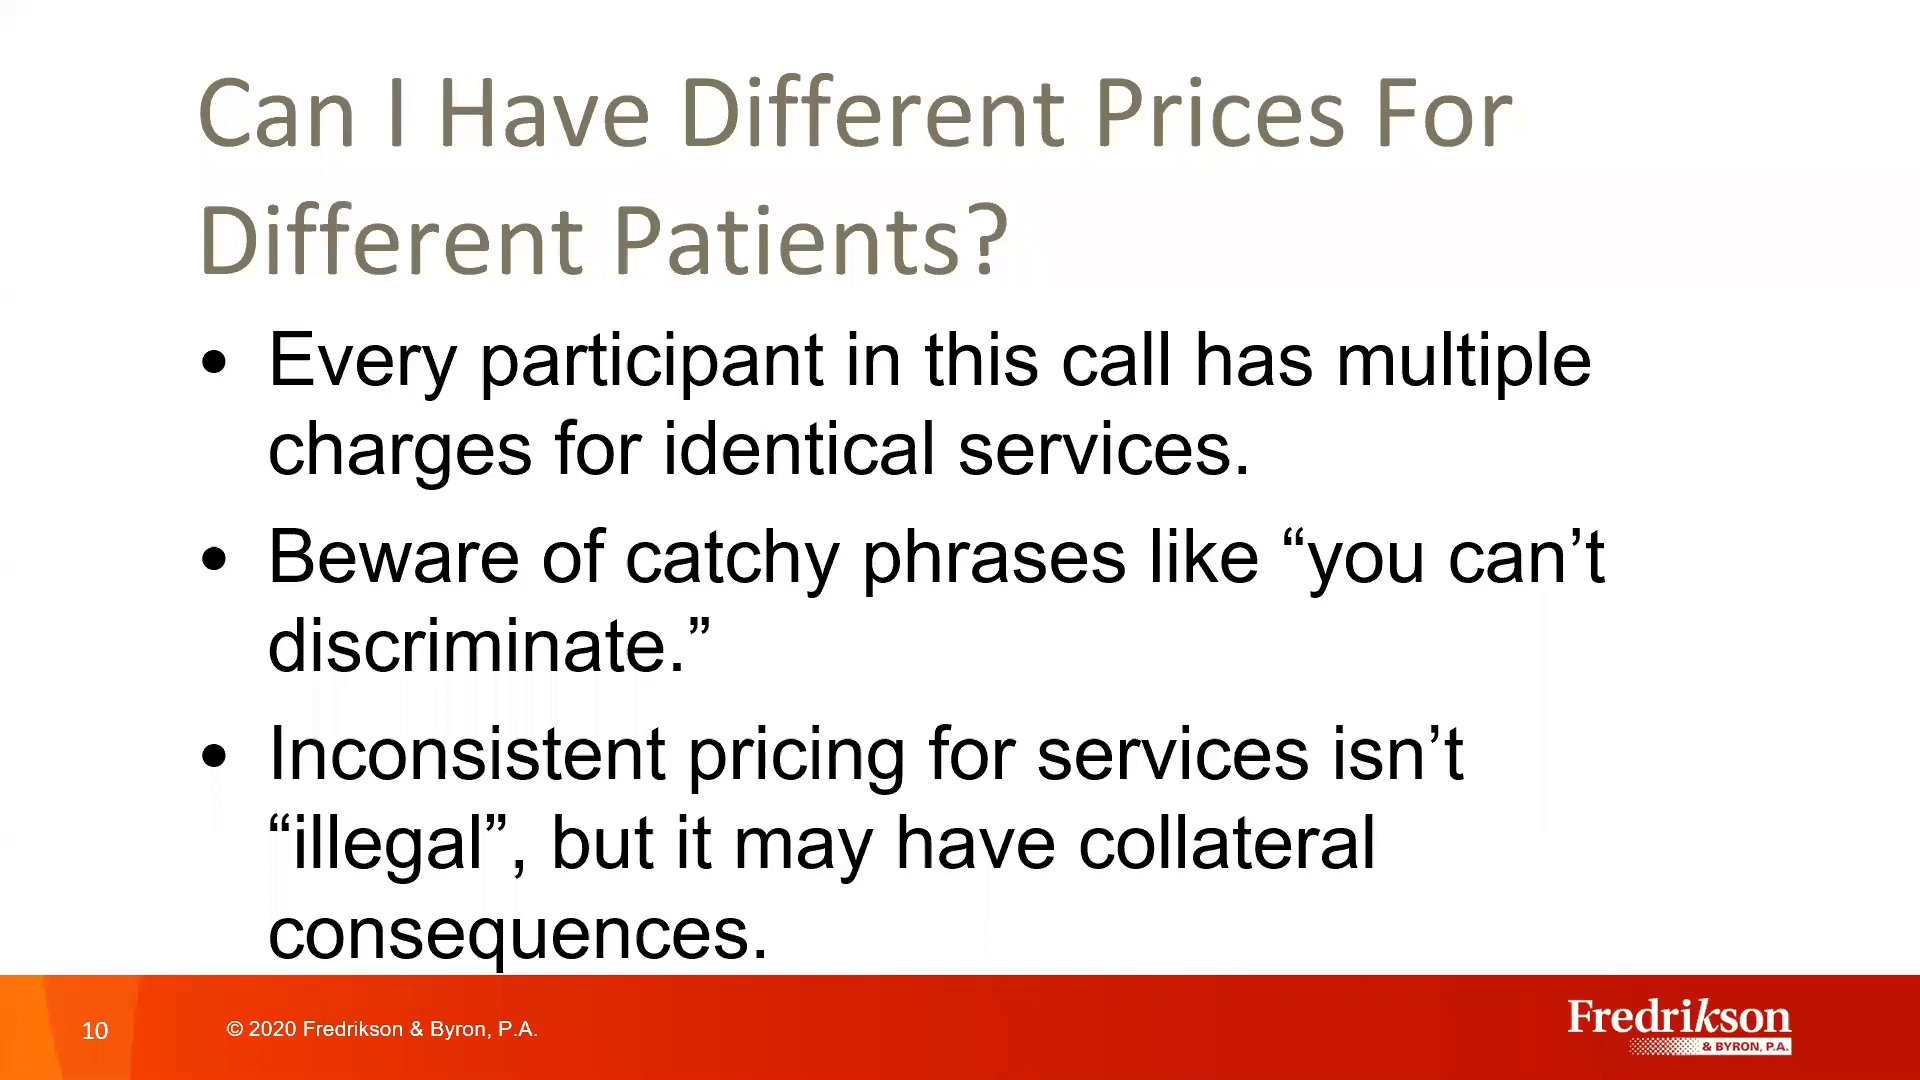 Can I Have Different Prices For
Different Patients?
• Every participant in this call has multiple
charges for identical services.
• Beware of catchy phrases like “you can’t
discriminate.”
• Inconsistent pricing for services isn’t
“illegal”, but it may have collateral
consequences.
10
© 2020 Fredrikson & Byron, P.A.
Fredrikson
& BYRON, P.A.